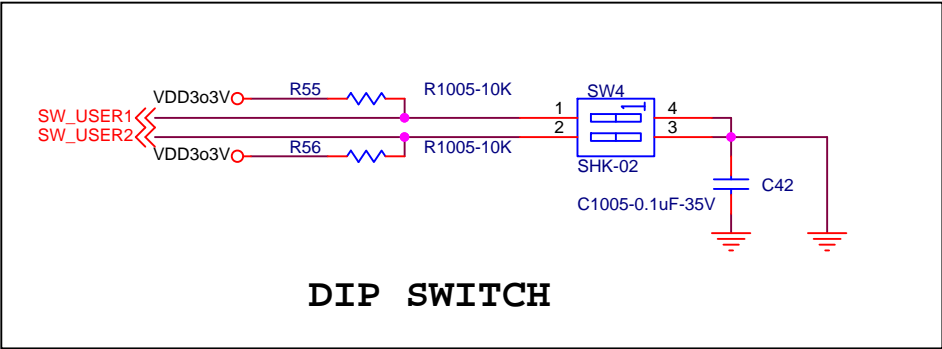 VDD3o3V R55 R1005-10K SW4
SW_USER1 1 4
SW_USER2 2 3
VDD3o3V R56 R1005-10K
SHK-02
C42
C1005-0.1uF-35V
DIP SWITCH